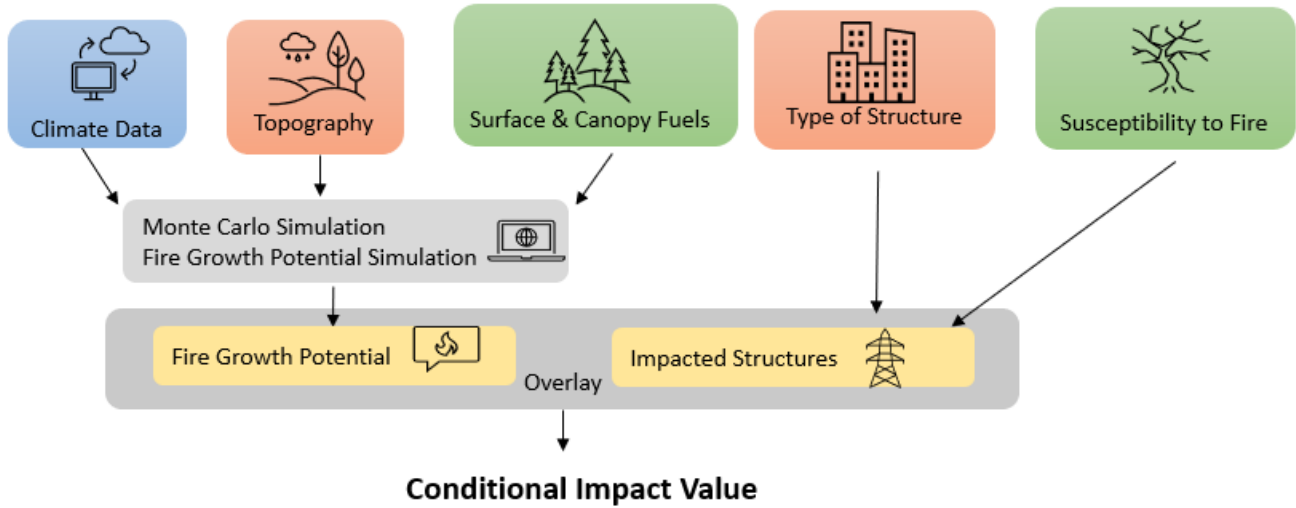 Climate Data
Topography
Surface & Canopy Fuels
Type of Structure
Susceptibility to Fire
Monte Carlo Simulation
Fire Growth Potential Simulation
Fire Growth Potential
Impacted Structures
Overlay
Conditional Impact Value